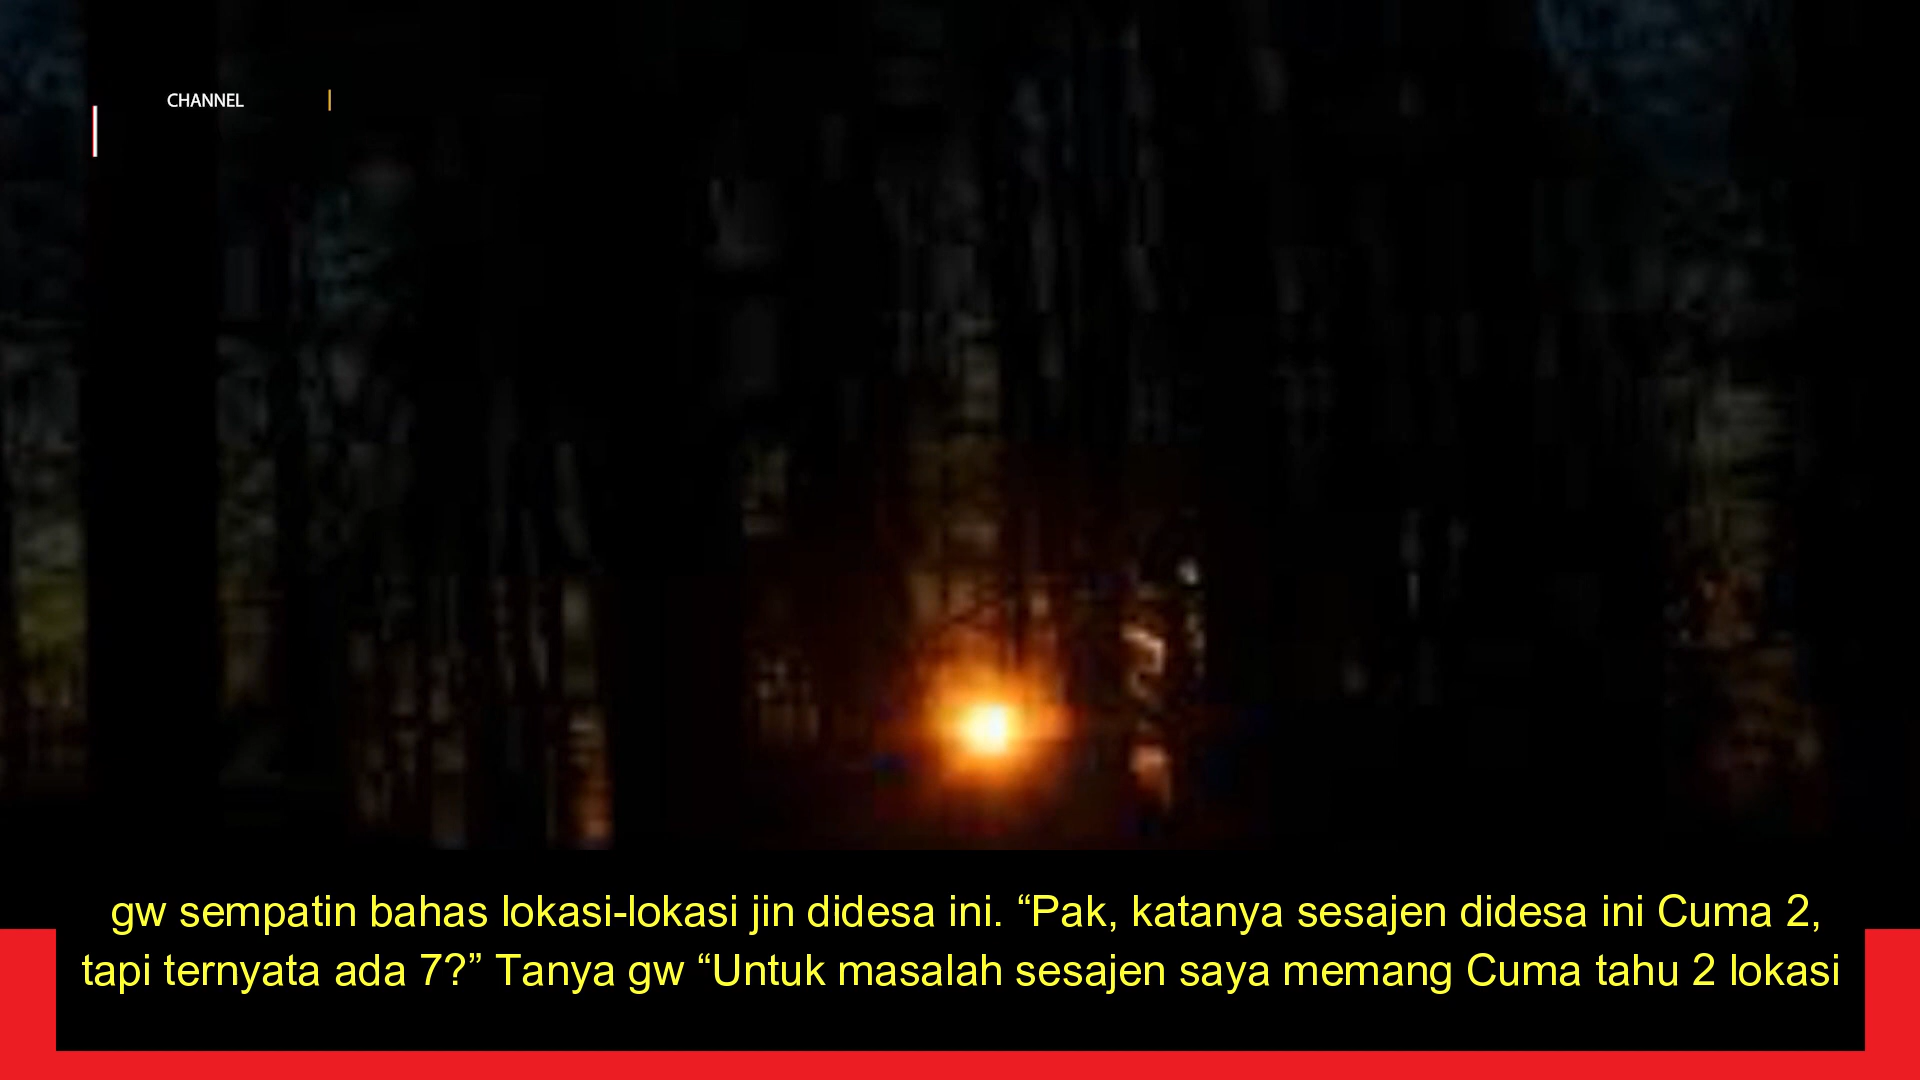 CHANNEL
gw sempatin bahas lokasi-lokasi jin didesa ini. “Pak, katanya sesajen didesa ini Cuma 2,
tapi ternyata ada 7?” Tanya gw “Untuk masalah sesajen saya memang Cuma tahu 2 lokasi